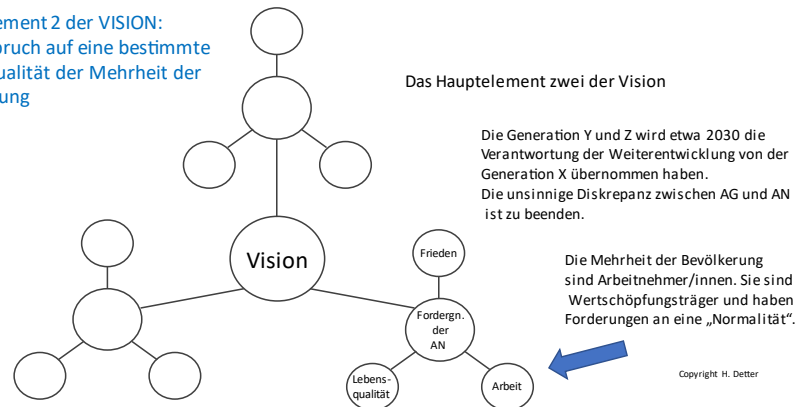 ement 2 der VISION:
ruch auf eine bestimmte
ualität der Mehrheit der
ung
Das Hauptelement zwei der Vision
Die Generation Y und Z wird etwa 2030 die
Verantwortung der Weiterentwicklung von der
Generation X übernommen haben.
Die unsinnige Diskrepanz zwischen AG und AN
ist zu beenden.
Vision
Frieden
Die Mehrheit der Bevölkerung
sind Arbeitnehmer/innen. Sie sind
Wertschöpfungsträger und haben
Forderungen an eine „Normalität“.
Fordergn.
der
AN
Lebens-
qualität
Arbeit
Copyright H. Detter